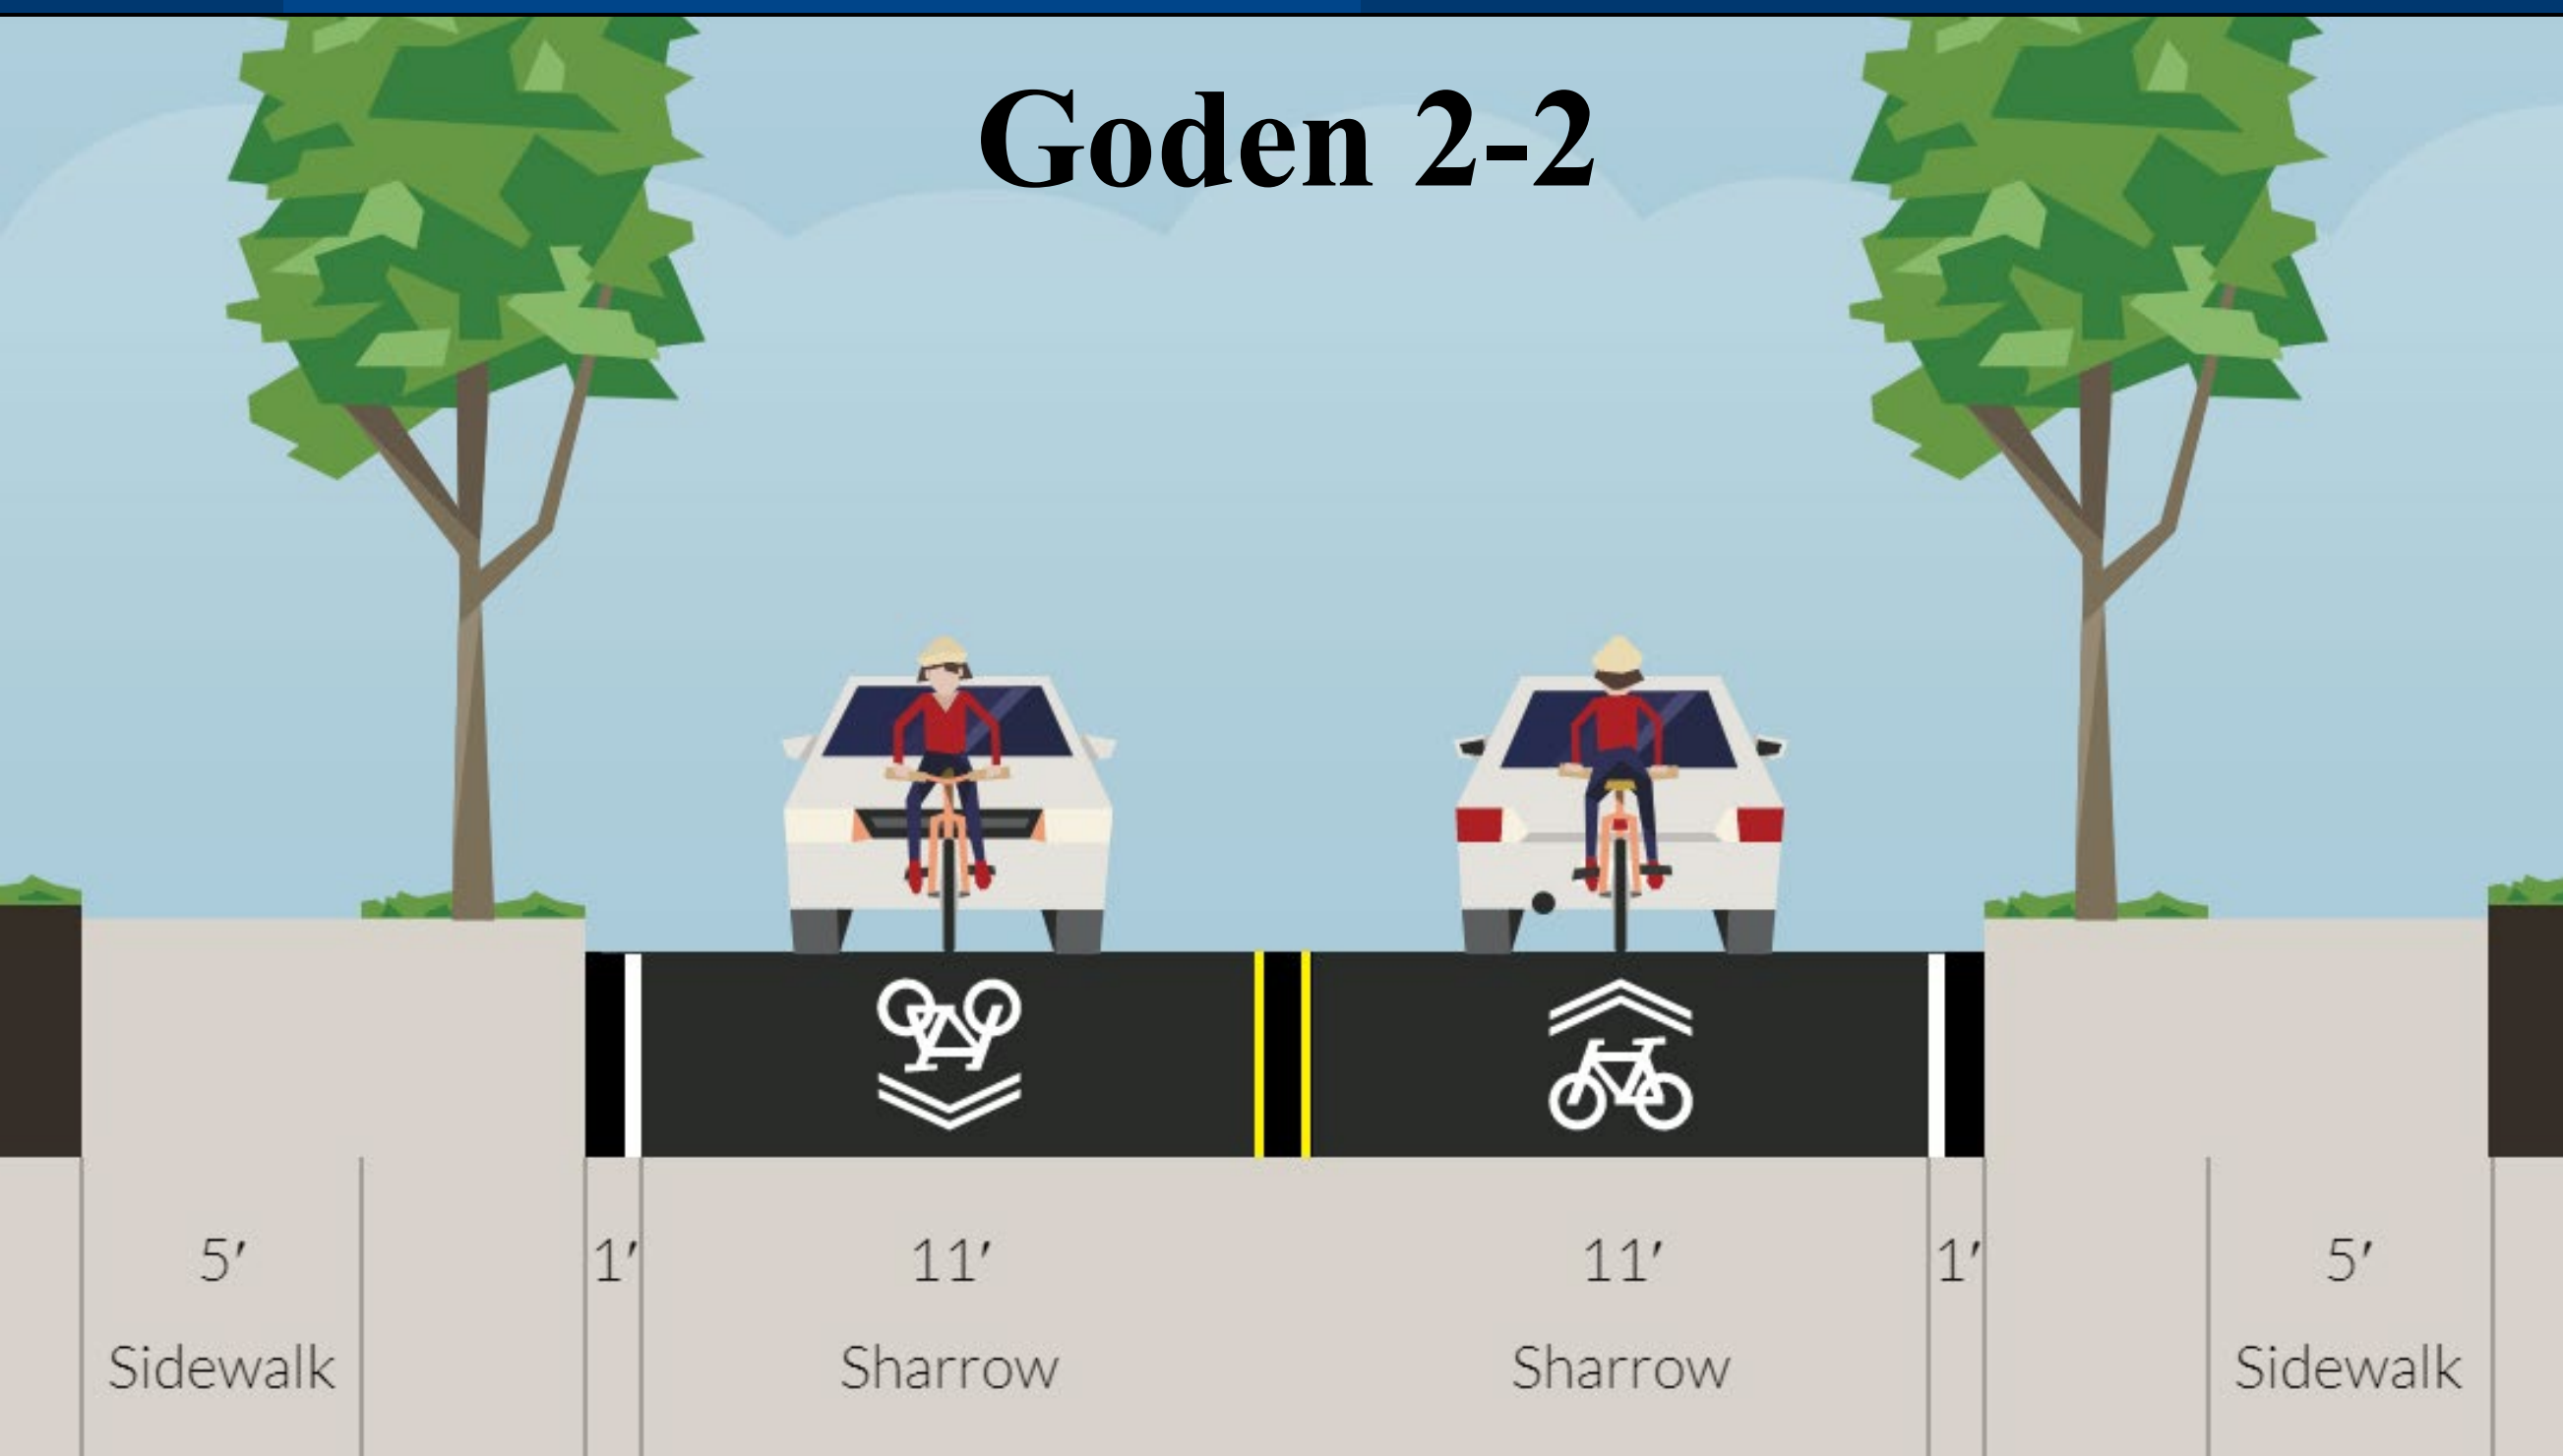 Goden 2-2
5′ 1′ 11′ 11′ 1′ 5′
Sidewalk Sharrow Sharrow Sidewalk